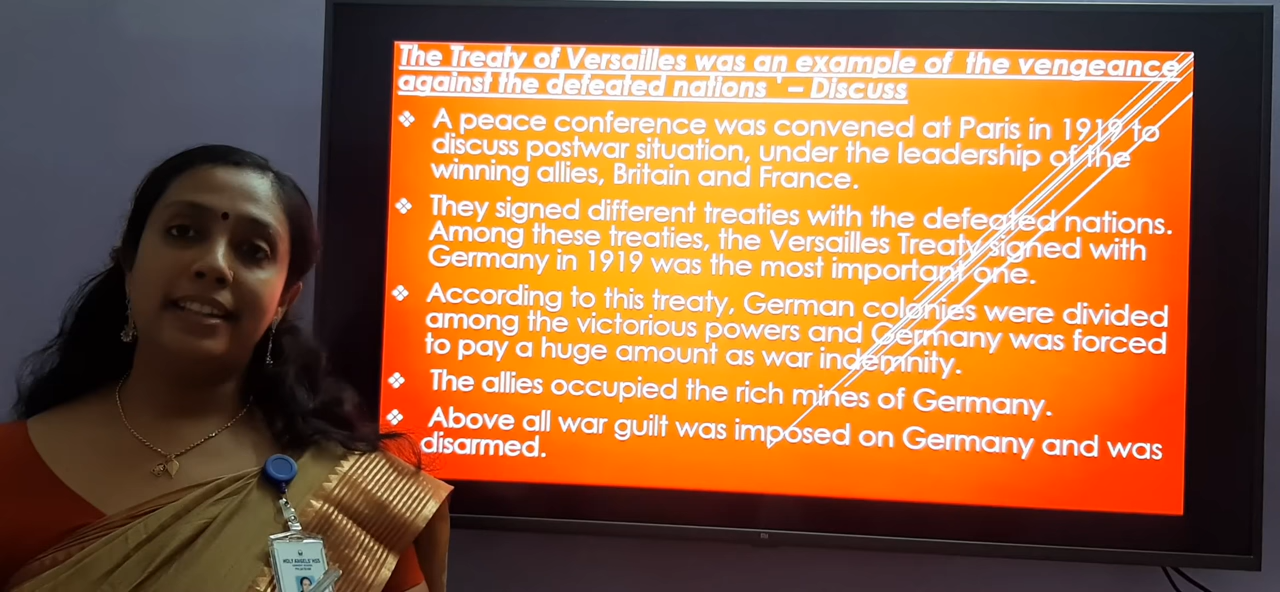 The Treaty of Versailles was an example of the vengeance
against the defeated nations ' – Discuss
❖ A peace conference was convened at Paris in 1919 to
discuss postwar situation, under the leadership of the
winning allies, Britain and France.
❖ They signed different treaties with the defeated nations.
Among these treaties, the Versailles Treaty signed with
Germany in 1919 was the most important one.
❖ According to this treaty, German colonies were divided
among the victorious powers and Germany was forced
to pay a huge amount as war indemnity.
❖ The allies occupied the rich mines of Germany.
❖ Above all war guilt was imposed on Germany and was
disarmed.
mi
HOLY ANGELS' HSS